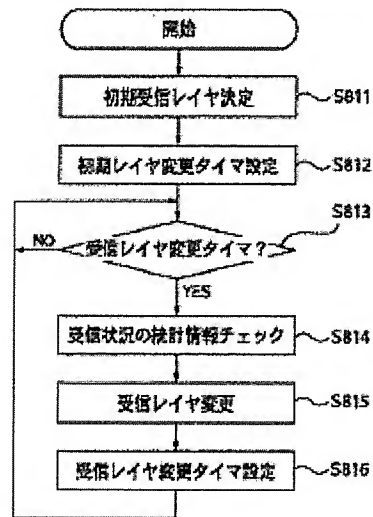 開始
初期受信レイヤ決定
S811
初期レイヤ変更タイマ設定
S812
S813
受信レイヤ変更タイマ?
NO
YES
受信状況の統計情報チェック
S814
受信レイヤ変更
S815
受信レイヤ変更タイマ設定
S816